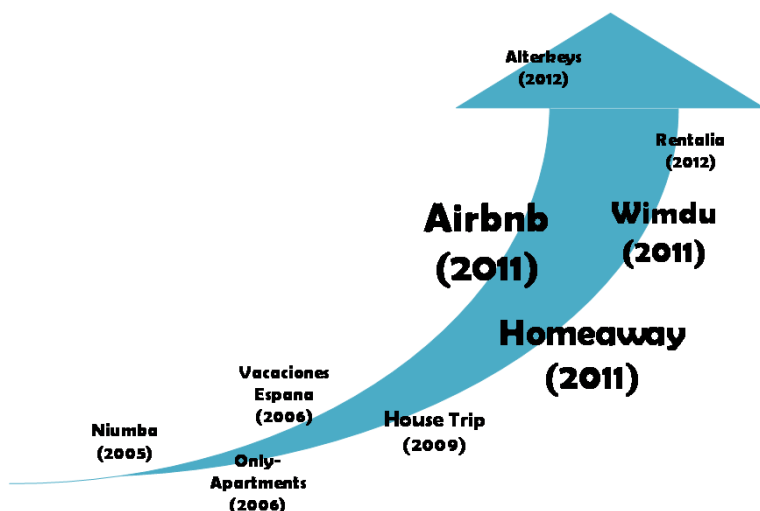 Alterkeys
(2012)
Rentalia
(2012)
Airbnb
(2011)
Wimdu
(2011)
Homeaway
(2011)
Vacaciones
Espana
(2006)
House Trip
(2009)
Niumba
(2005)
Only-
Apartments
(2006)